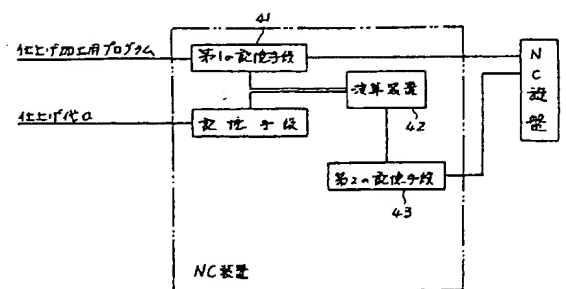 41
仕上げ加工用プログラム
第1の記憶手段
NC旋盤
演算装置
仕上げ代α
記憶手段
42
第2の記憶手段
43
NC装置